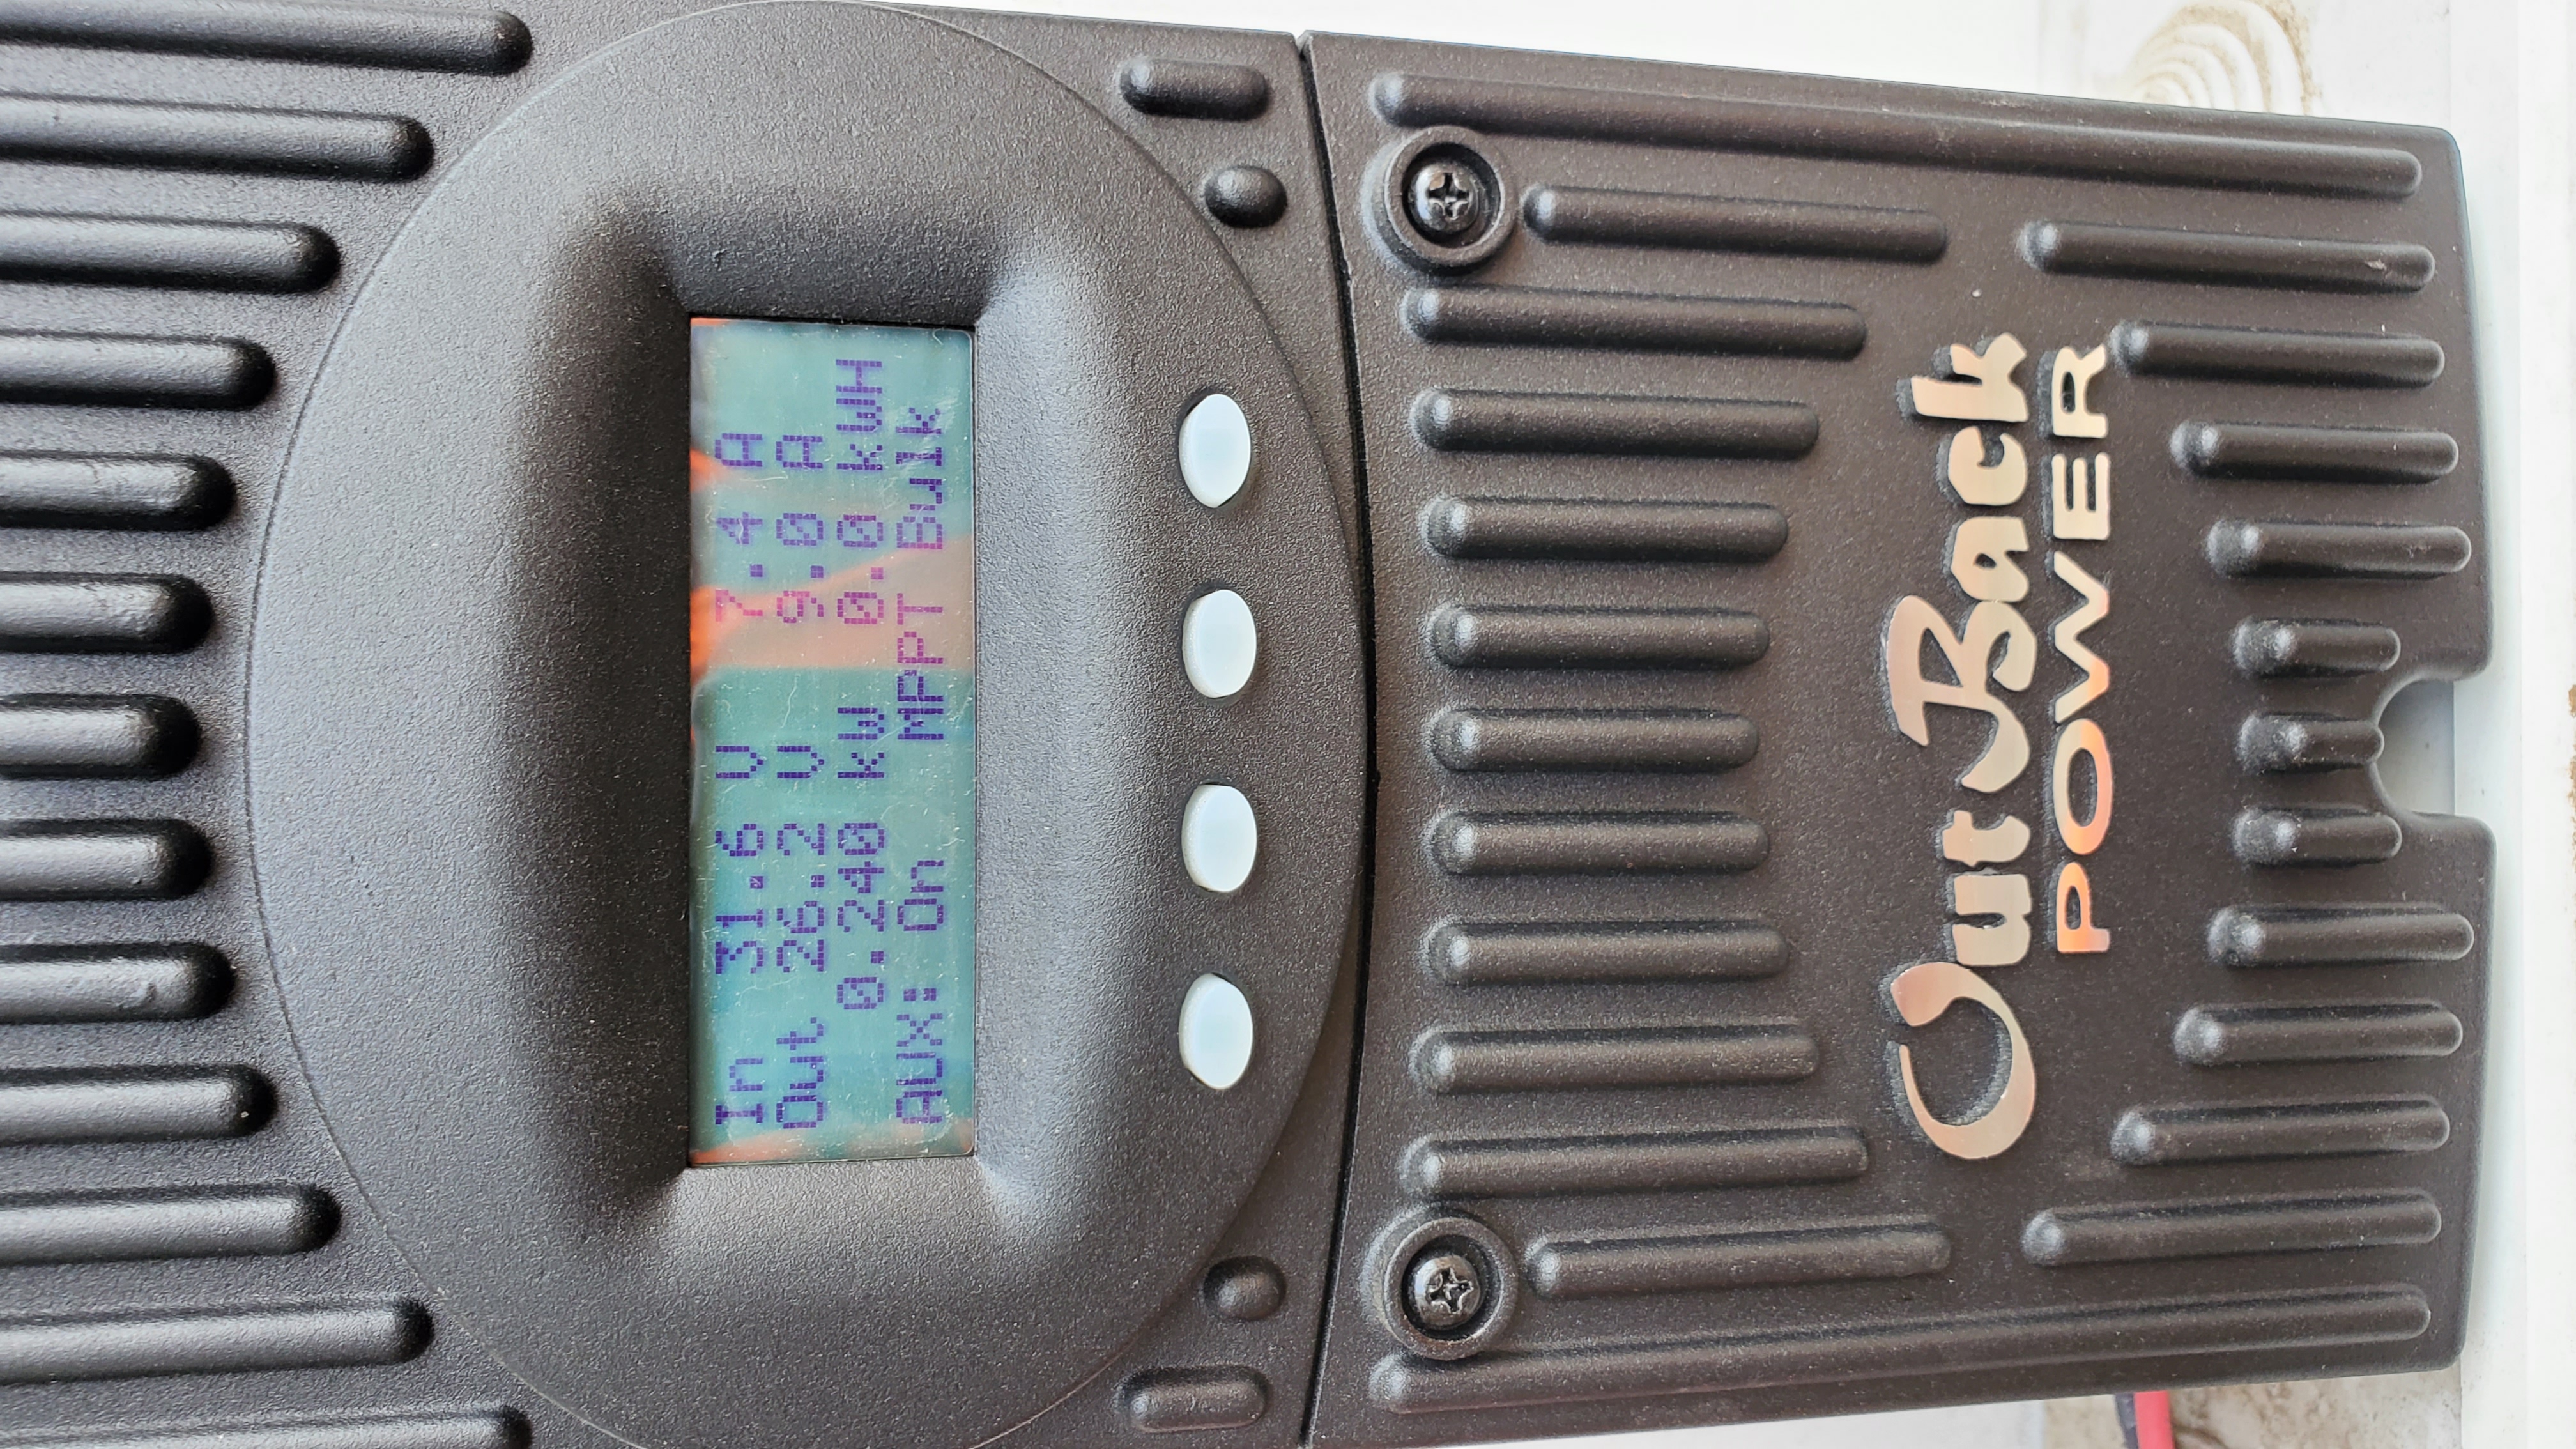 In 31.6 V 7.4 A
Out 26.2 V 9.0 A
0.240 kW 0.0 kWH
AUX: On MPPT Bulk
OutBack
POWER